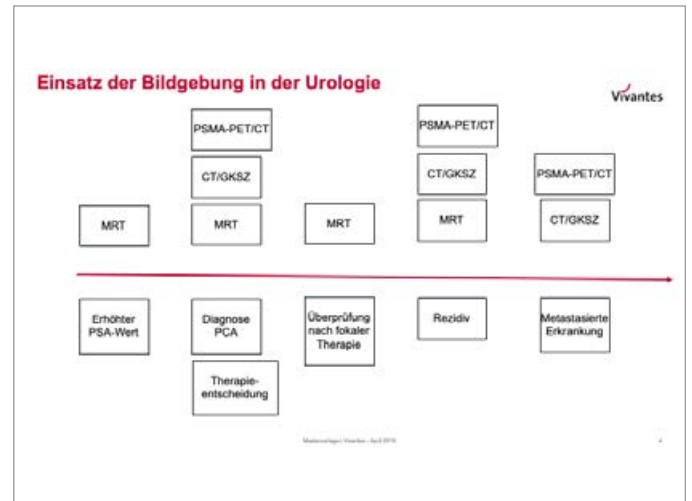 Einsatz der Bildgebung in der Urologie
Vivantes
PSMA-PET/CT
CT/GKSZ
MRT
MRT
MRT
PSMA-PET/CT
CT/GKSZ
MRT
PSMA-PET/CT
CT/GKSZ
Erhöhter
PSA-Wert
Diagnose
PCA
Therapie-
entscheidung
Überprüfung
nach fokaler
Therapie
Rezidiv
Metastasierte
Erkrankung